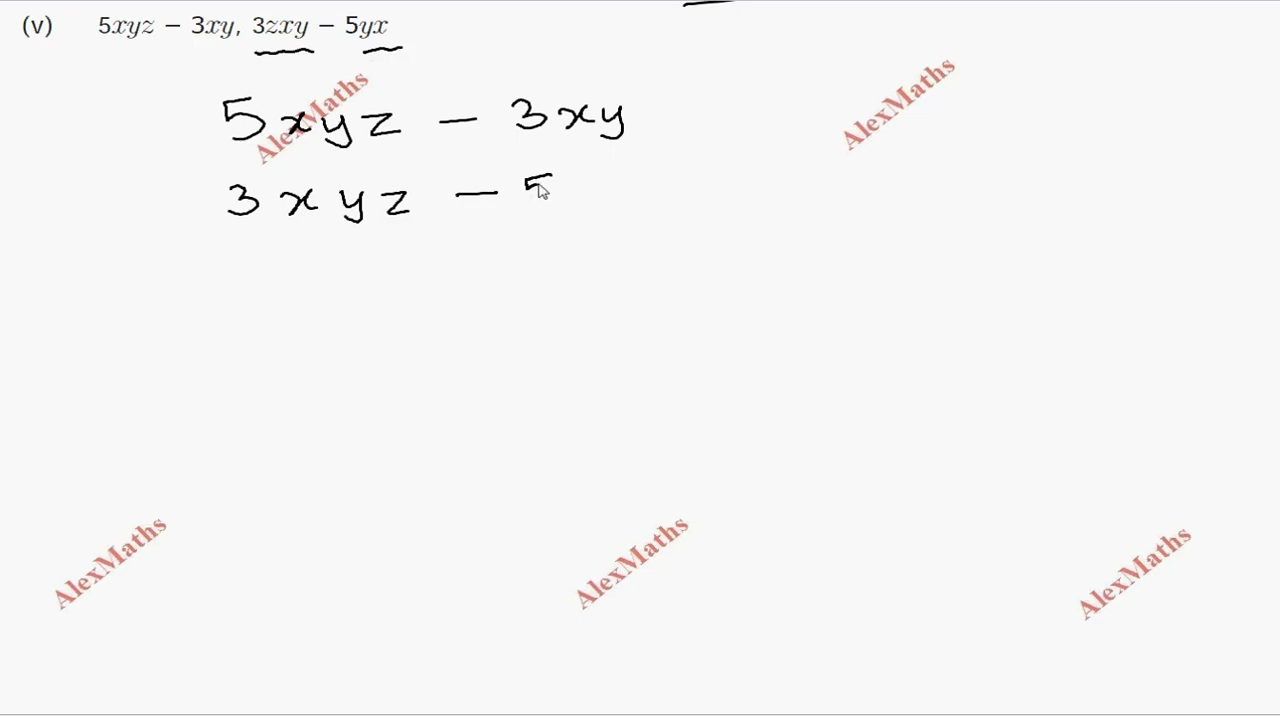 (v) 5xyz − 3xy, 3zxy − 5yx
5xyz − 3xy
3xyz − 5
AlexMaths
AlexMaths
AlexMaths
AlexMaths
AlexMaths